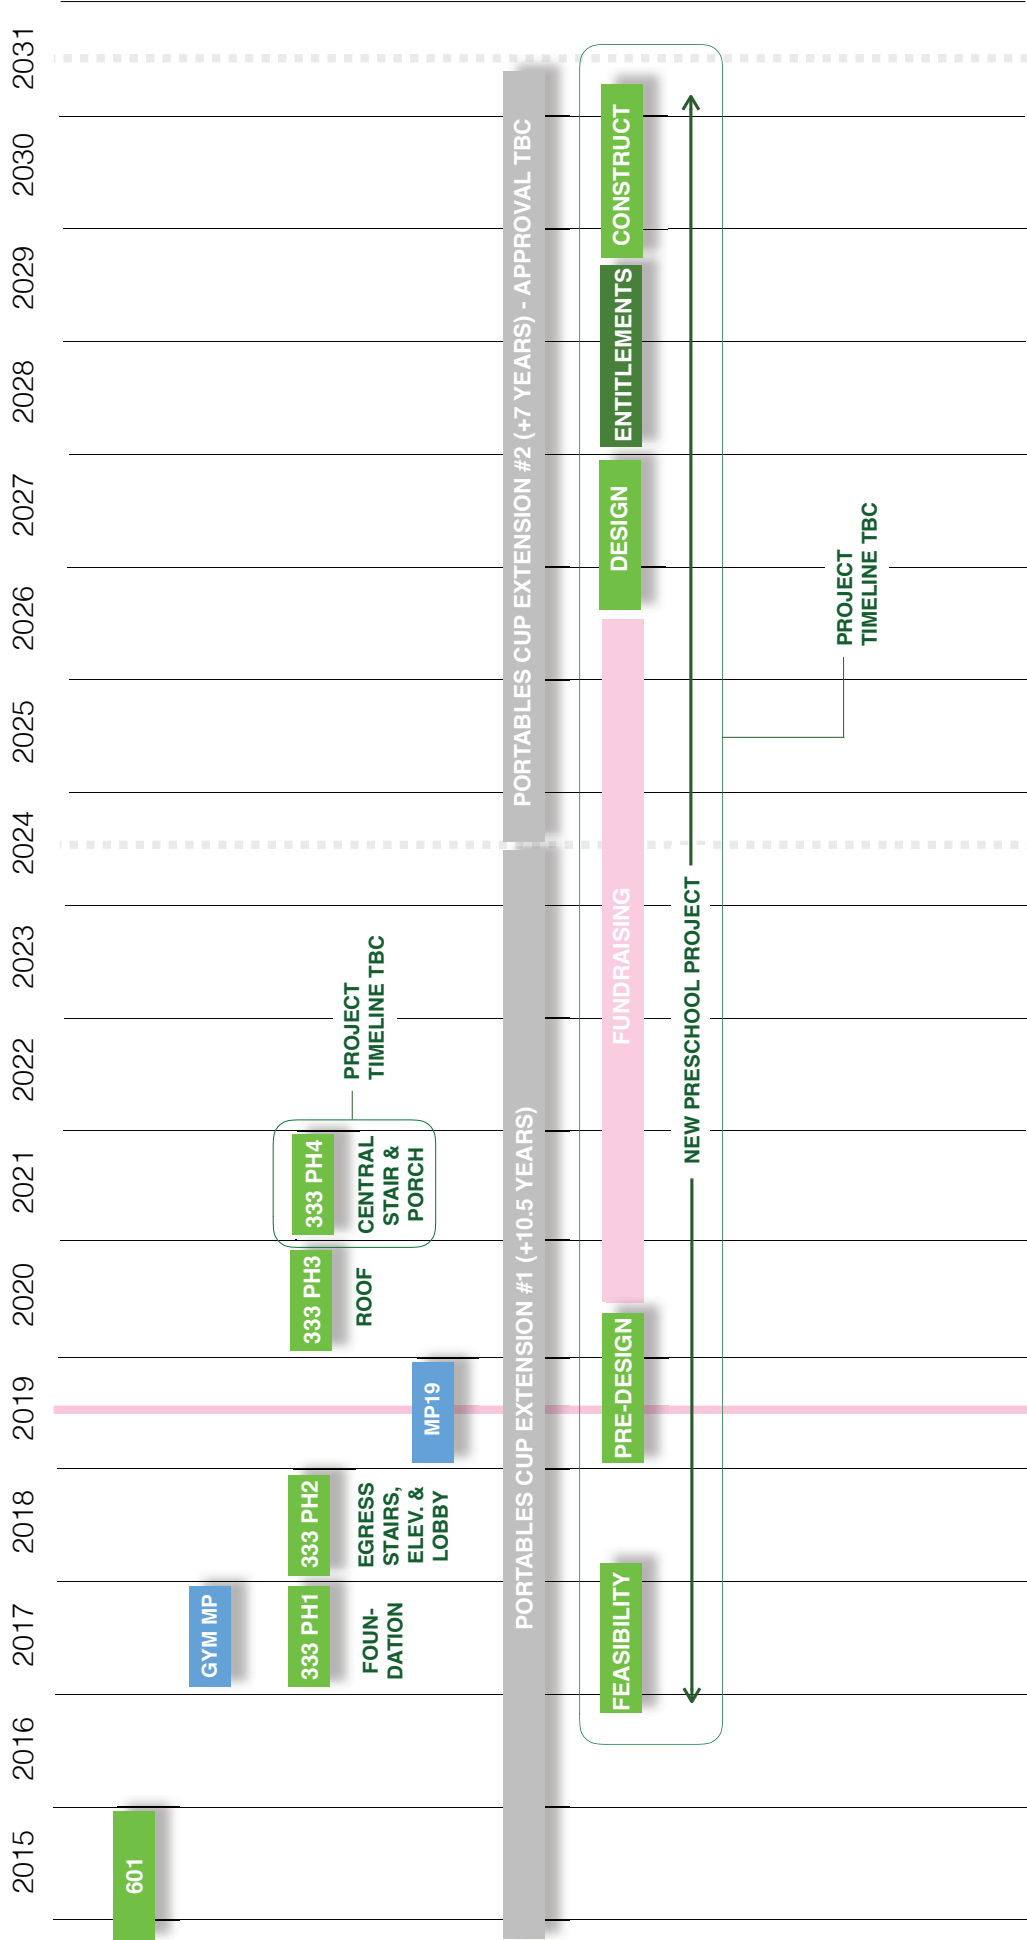 2015
2016
2017
2018
2019
2020
2021
2022
2023
2024
2025
2026
2027
2028
2029
2030
2031
601
GYM MP
333 PH1
FOUN-
DATION
333 PH2
EGRESS
STAIRS,
ELEV. &
LOBBY
333 PH3
ROOF
333 PH4
CENTRAL
STAIR &
PORCH
PROJECT
TIMELINE TBC
MP19
PORTABLES CUP EXTENSION #1 (+10.5 YEARS)
PORTABLES CUP EXTENSION #2 (+7 YEARS) - APPROVAL TBC
FEASIBILITY
PRE-DESIGN
FUNDRAISING
DESIGN
ENTITLEMENTS
CONSTRUCT
NEW PRESCHOOL PROJECT
PROJECT
TIMELINE TBC